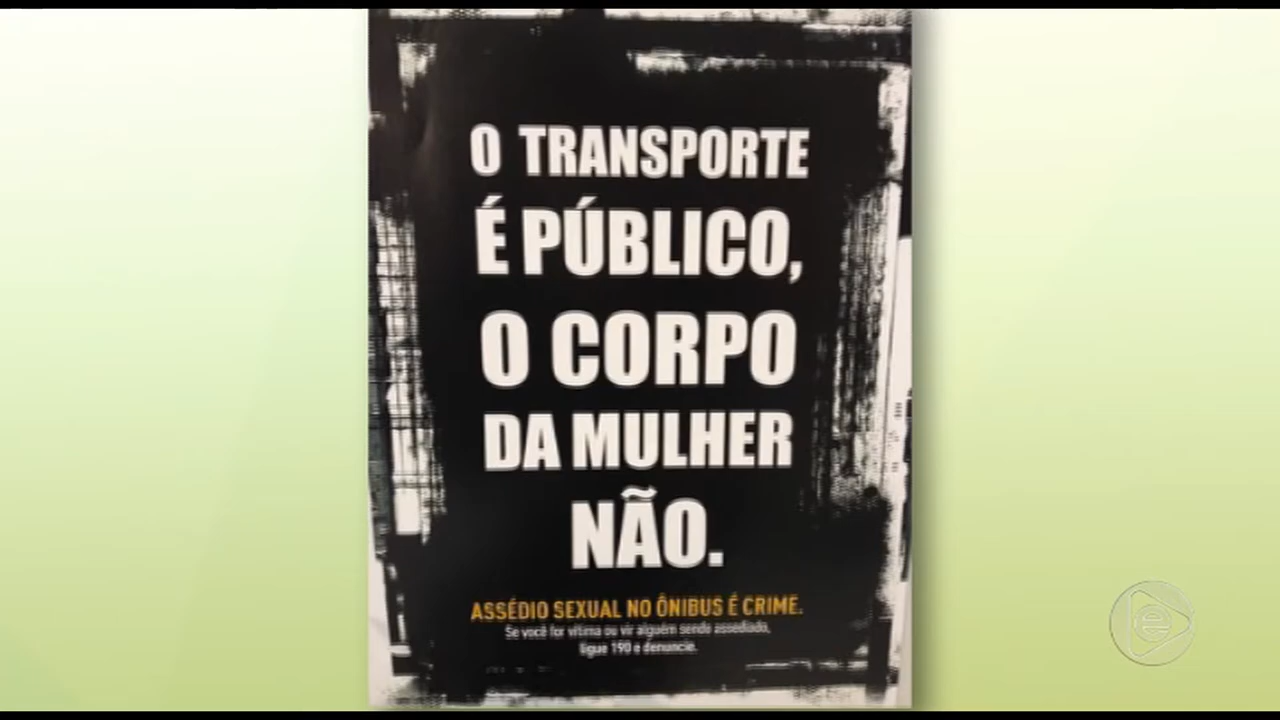 O TRANSPORTE
É PÚBLICO,
O CORPO
DA MULHER
NÃO.
ASSÉDIO SEXUAL NO ÔNIBUS É CRIME.
Se você for vítima ou vir alguém sendo assediado,
ligue 190 e denuncie.
e